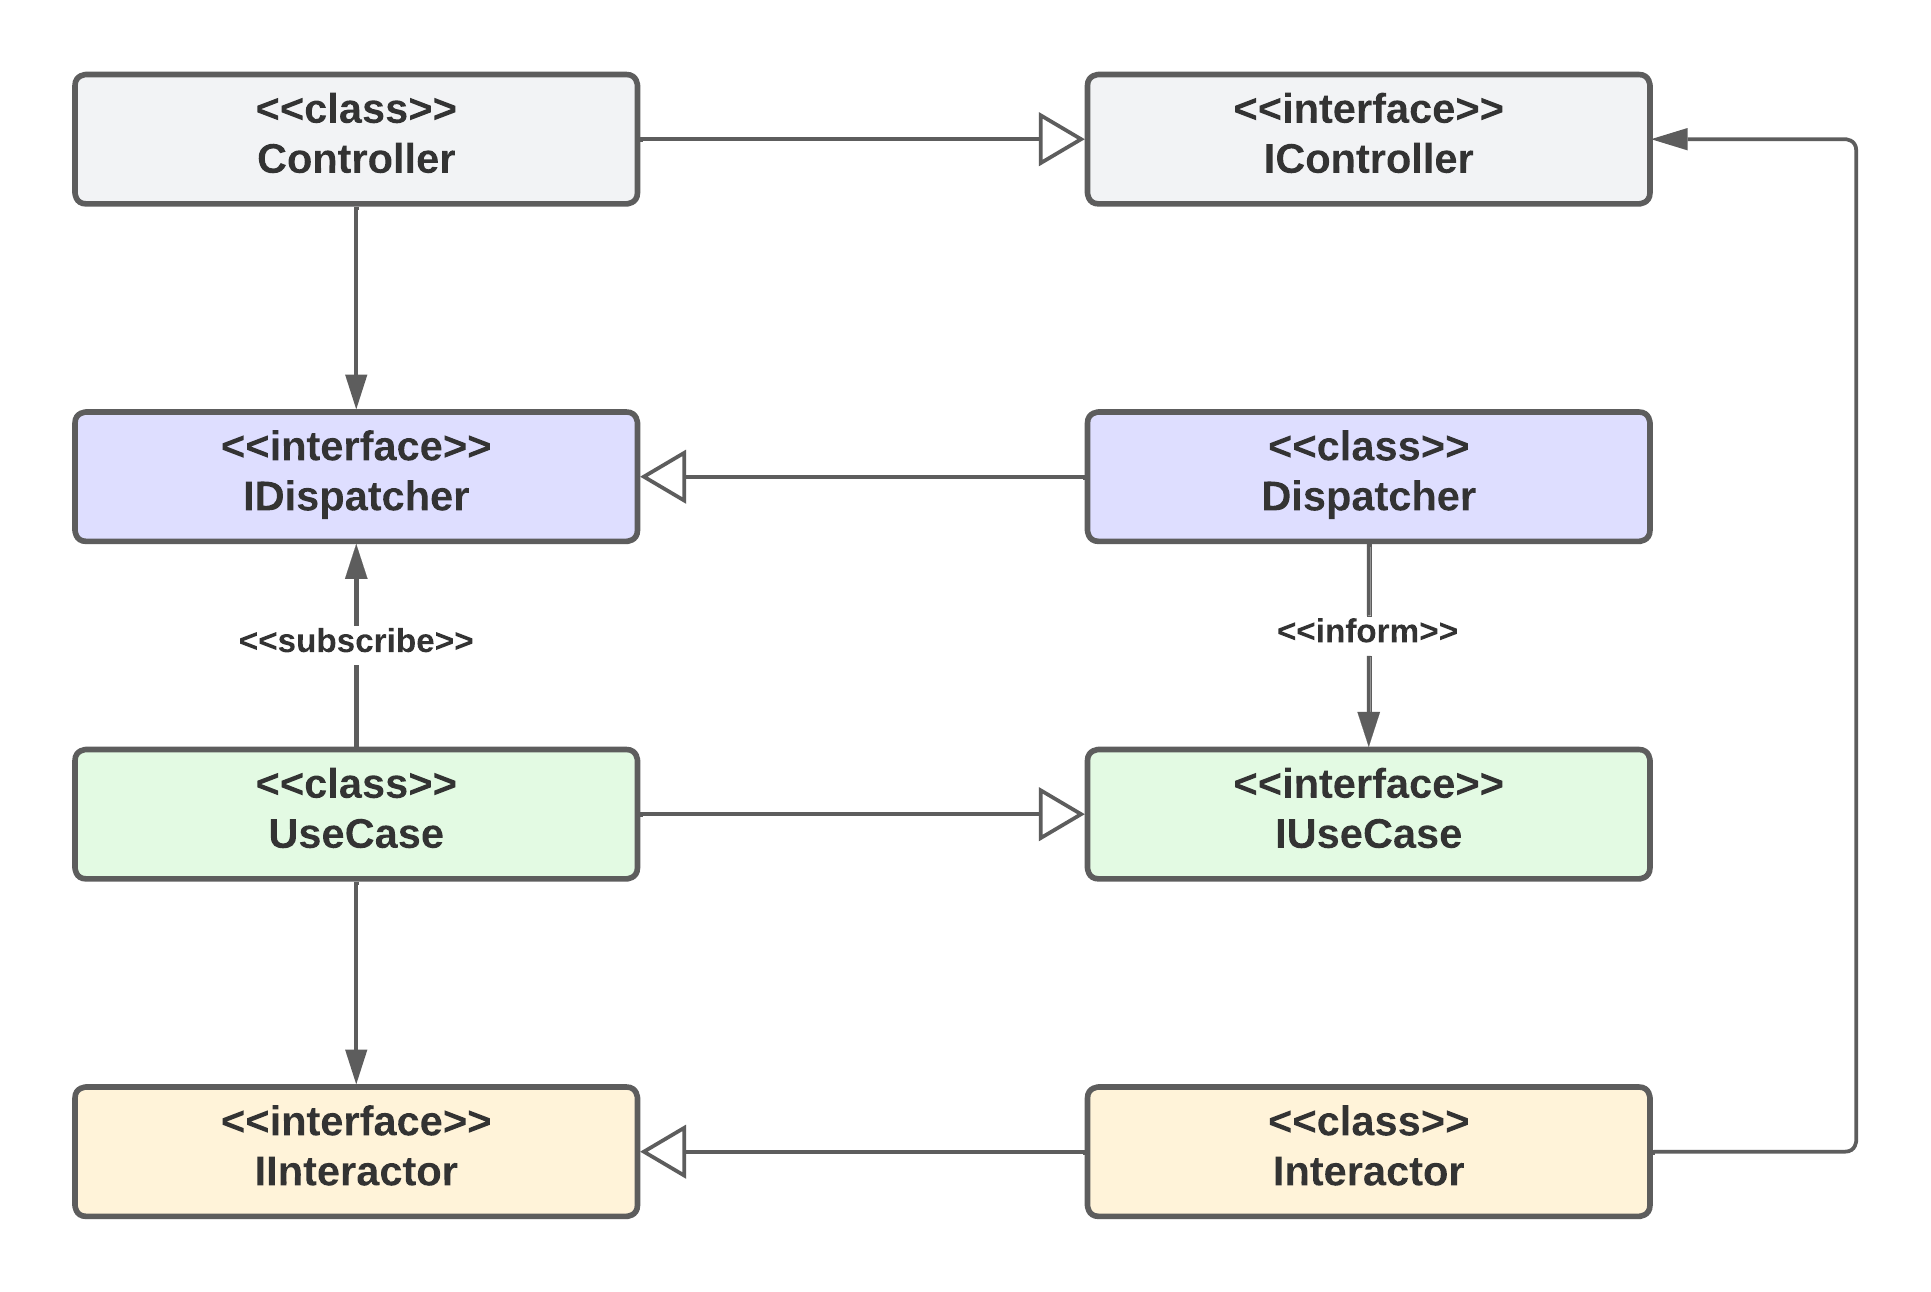 <<class>>
Controller
<<interface>>
IController
<<interface>>
IDispatcher
<<class>>
Dispatcher
<<subscribe>>
<<inform>>
<<class>>
UseCase
<<interface>>
IUseCase
<<interface>>
IInteractor
<<class>>
Interactor